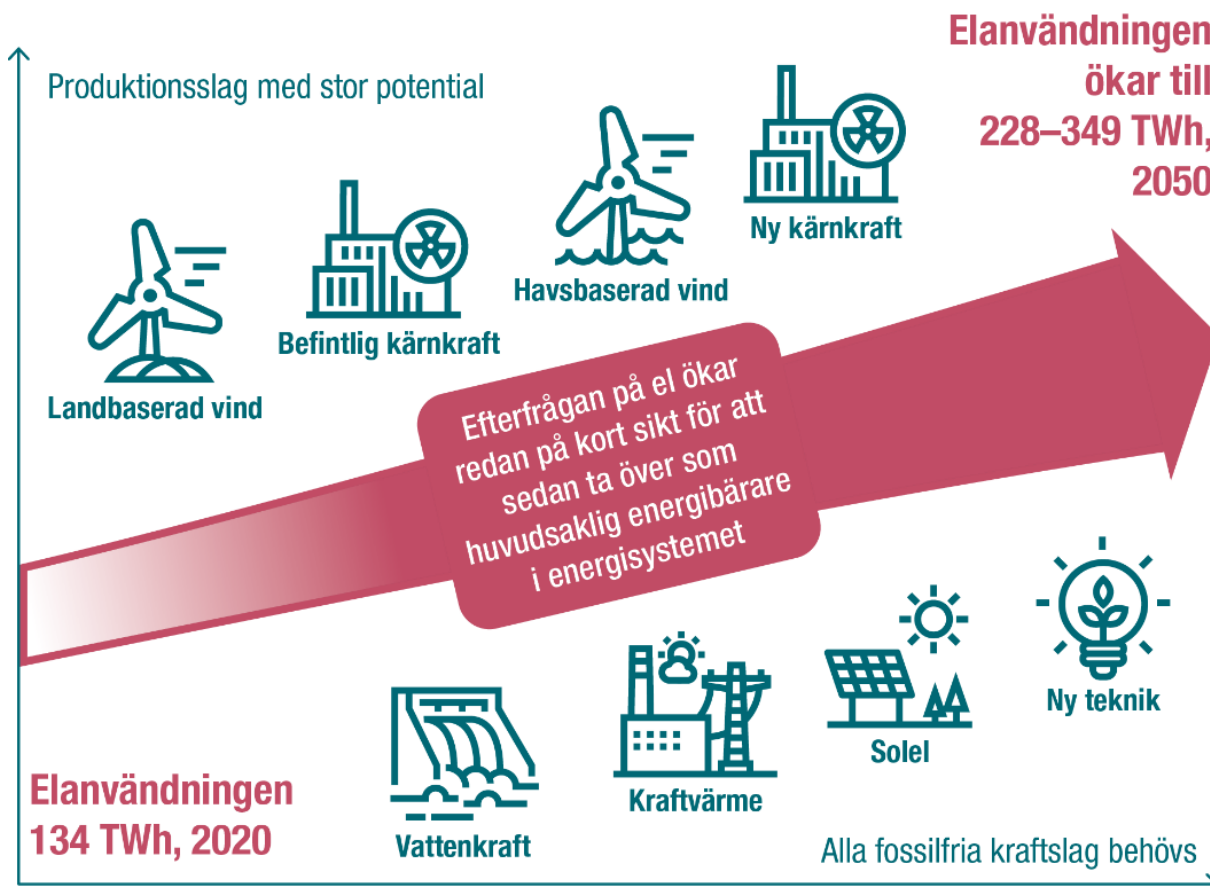 Elanvändningen
ökar till
228–349 TWh,
2050
Produktionsslag med stor potential
Ny kärnkraft
Havsbaserad vind
Befintlig kärnkraft
Landbaserad vind
Efterfrågan på el ökar
redan på kort sikt för att
sedan ta över som
huvudsaklig energibärare
i energisystemet
Ny teknik
Solel
Kraftvärme
Vattenkraft
Elanvändningen
134 TWh, 2020
Alla fossilfria kraftslag behövs